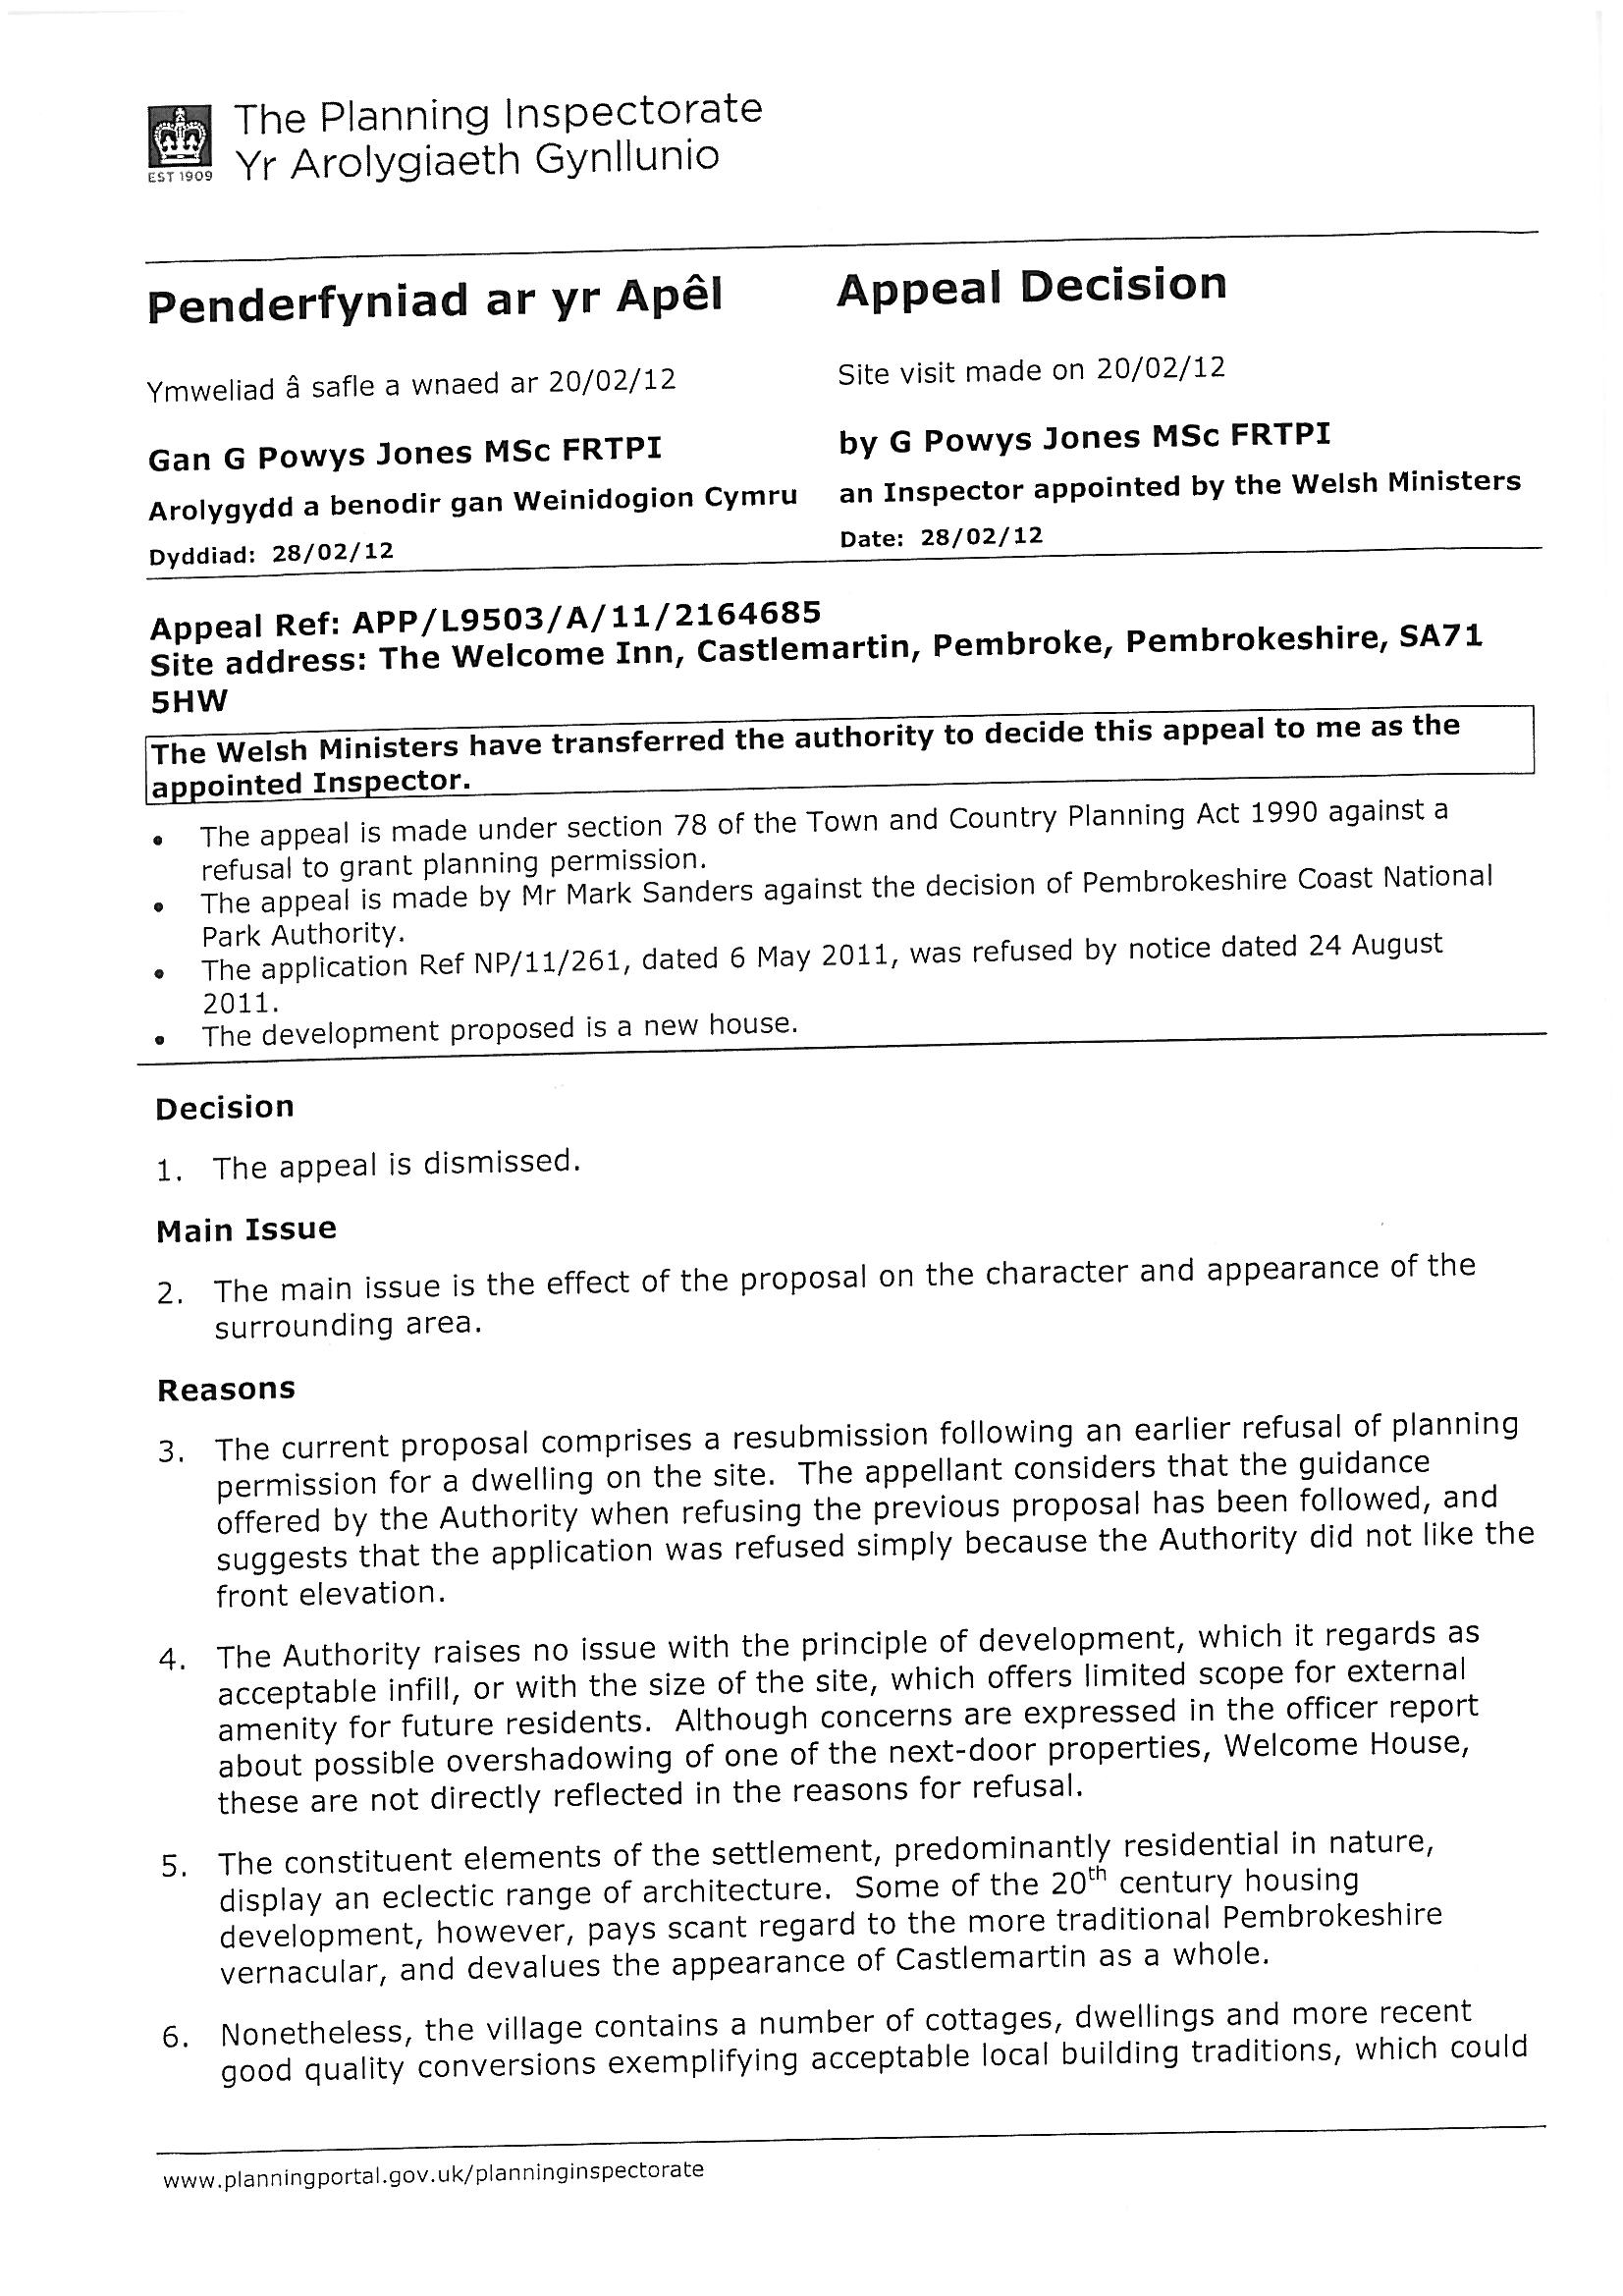 The Planning Inspectorate
Yr Arolygiaeth Gynllunio
EST 1909
Penderfyniad ar yr Apêl
Ymweliad â safle a wnaed ar 20/02/12
Gan G Powys Jones MSc FRTPI
Arolygydd a benodir gan Weinidogion Cymru
Dyddiad: 28/02/12
Appeal Decision
Site visit made on 20/02/12
by G Powys Jones MSc FRTPI
an Inspector appointed by the Welsh Ministers
Date: 28/02/12
Appeal Ref: APP/L9503/A/11/2164685
Site address: The Welcome Inn, Castlemartin, Pembroke, Pembrokeshire, SA71
5HW
The Welsh Ministers have transferred the authority to decide this appeal to me as the
appointed Inspector.
• The appeal is made under section 78 of the Town and Country Planning Act 1990 against a
refusal to grant planning permission.
• The appeal is made by Mr Mark Sanders against the decision of Pembrokeshire Coast National
Park Authority.
• The application Ref NP/11/261, dated 6 May 2011, was refused by notice dated 24 August
2011.
• The development proposed is a new house.
Decision
1. The appeal is dismissed.
Main Issue
2. The main issue is the effect of the proposal on the character and appearance of the
surrounding area.
Reasons
3. The current proposal comprises a resubmission following an earlier refusal of planning
permission for a dwelling on the site. The appellant considers that the guidance
offered by the Authority when refusing the previous proposal has been followed, and
suggests that the application was refused simply because the Authority did not like the
front elevation.
4. The Authority raises no issue with the principle of development, which it regards as
acceptable infill, or with the size of the site, which offers limited scope for external
amenity for future residents. Although concerns are expressed in the officer report
about possible overshadowing of one of the next-door properties, Welcome House,
these are not directly reflected in the reasons for refusal.
5. The constituent elements of the settlement, predominantly residential in nature,
display an eclectic range of architecture. Some of the 20th century housing
development, however, pays scant regard to the more traditional Pembrokeshire
vernacular, and devalues the appearance of Castlemartin as a whole.
6. Nonetheless, the village contains a number of cottages, dwellings and more recent
good quality conversions exemplifying acceptable local building traditions, which could
www.planningportal.gov.uk/planninginspectorate